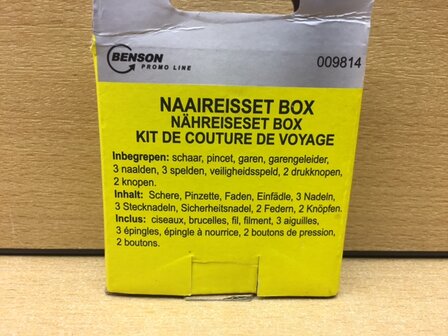 BENSON
PROMO LINE
009814
NAAIREISSET BOX
NÄHREISESET BOX
KIT DE COUTURE DE VOYAGE
Inbegrepen: schaar, pincet, garen, garengeleider,
3 naalden, 3 spelden, veiligheidsspeld, 2 drukknopen,
2 knopen.
Inhalt: Schere, Pinzette, Faden, Einfädle, 3 Nadeln,
3 Stecknadeln, Sicherheitsnadel, 2 Federn, 2 Knöpfen.
Inclus: ciseaux, brucelles, fil, filment, 3 aiguilles,
3 épingles, épingle à nourrice, 2 boutons de pression,
2 boutons.